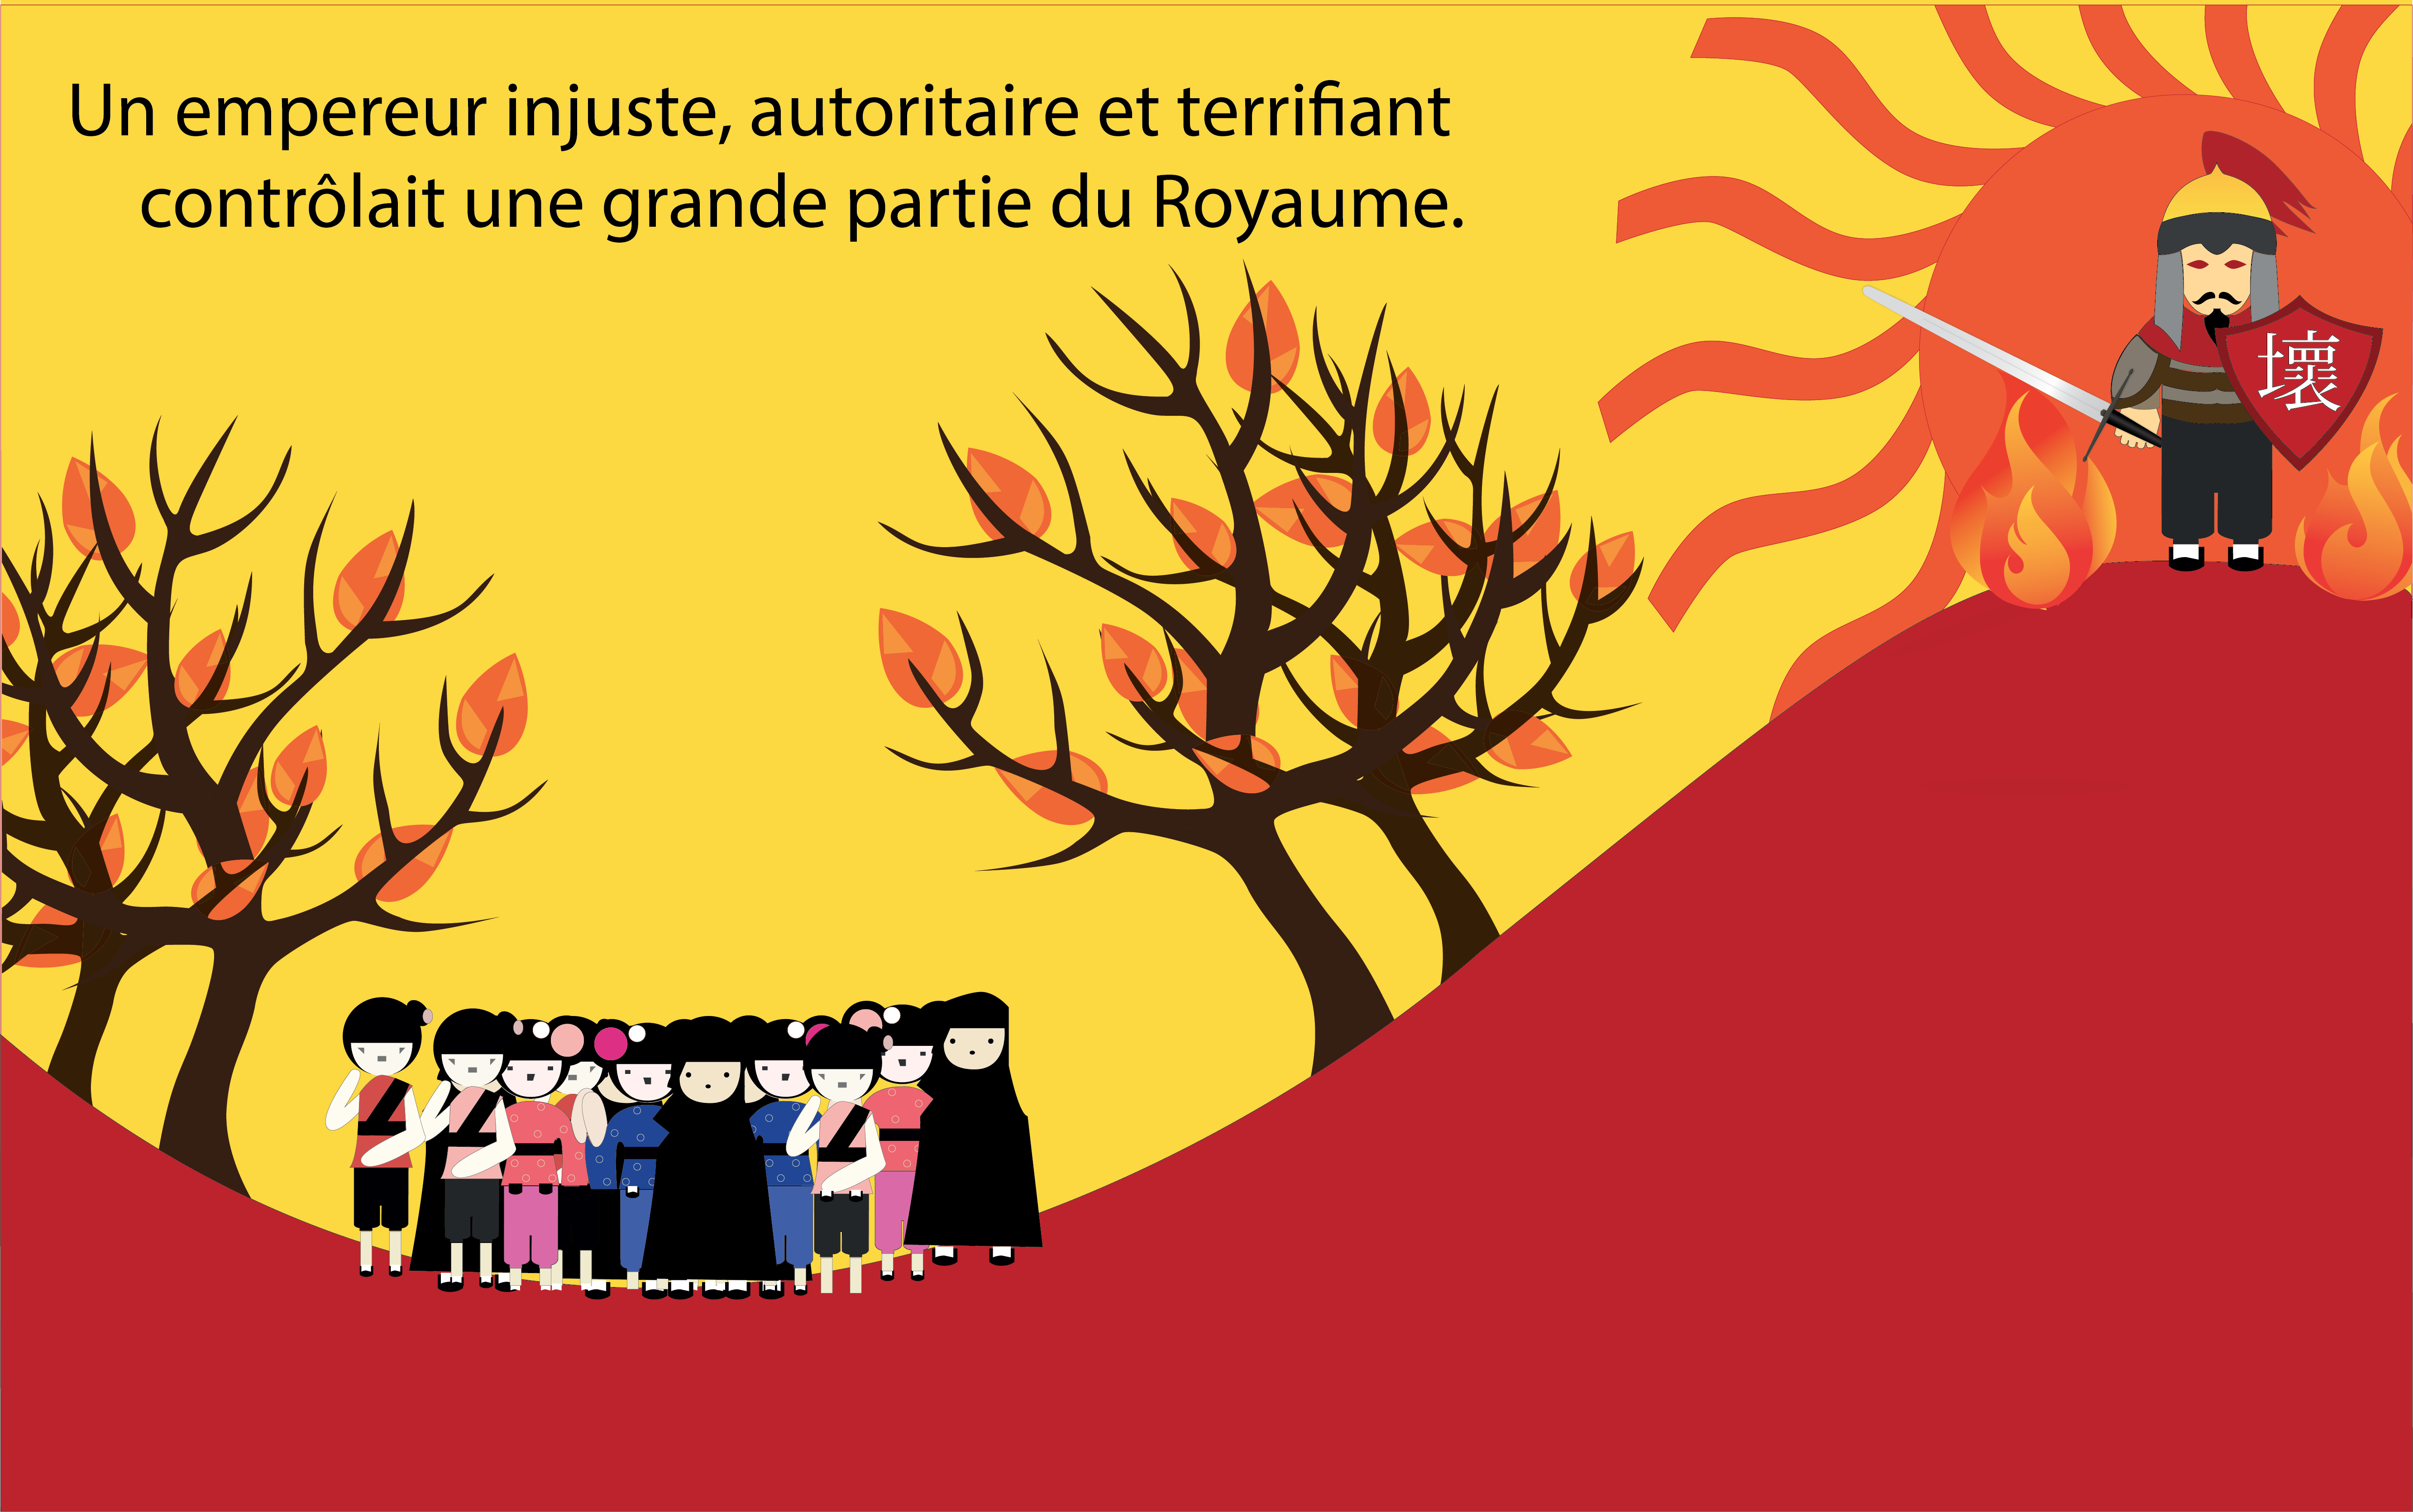 Un empereur injuste, autoritaire et terrifiant
contrôlait une grande partie du Royaume.
壞